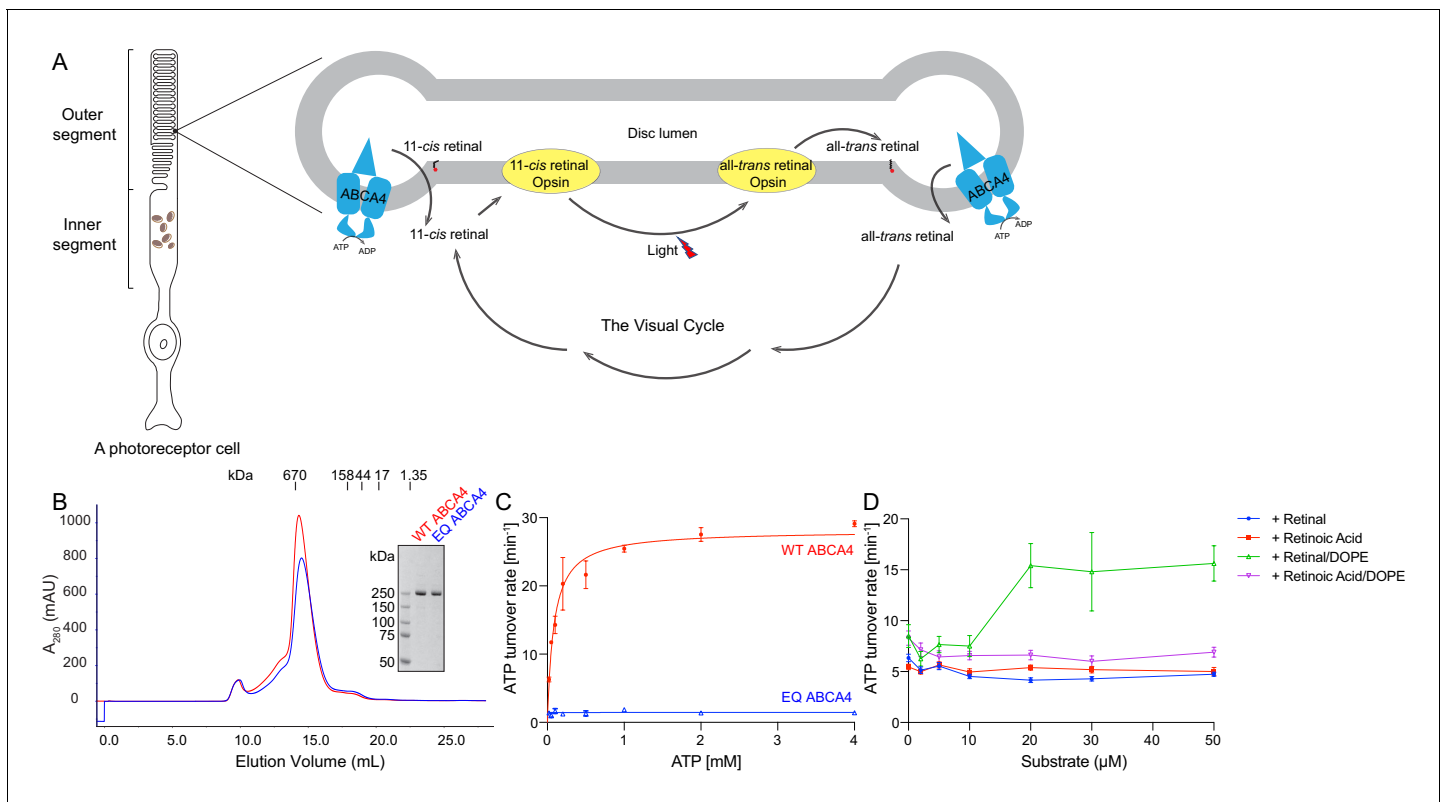 A
Outer
segment
Inner
segment
A photoreceptor cell
Disc lumen
11-cis retinal
ABCA4
ATP
ADP
11-cis retinal
11-cis retinal
Opsin
Light
all-trans retinal
Opsin
all-trans retinal
ABCA4
ATP
ADP
all-trans retinal
The Visual Cycle
B
kDa 670 158 44 17 1.35
A280 (mAU)
1000
800
600
400
200
0
0.0 5.0 10.0 15.0 20.0 25.0
Elution Volume (mL)
WT ABCA4
EQ ABCA4
kDa
250
150
100
75
50
C
ATP turnover rate [min-1]
30
20
10
0
0 1 2 3 4
ATP [mM]
WT ABCA4
EQ ABCA4
D
ATP turnover rate [min-1]
20
15
10
5
0
0 10 20 30 40 50
Substrate (µM)
+ Retinal
+ Retinoic Acid
+ Retinal/DOPE
+ Retinoic Acid/DOPE